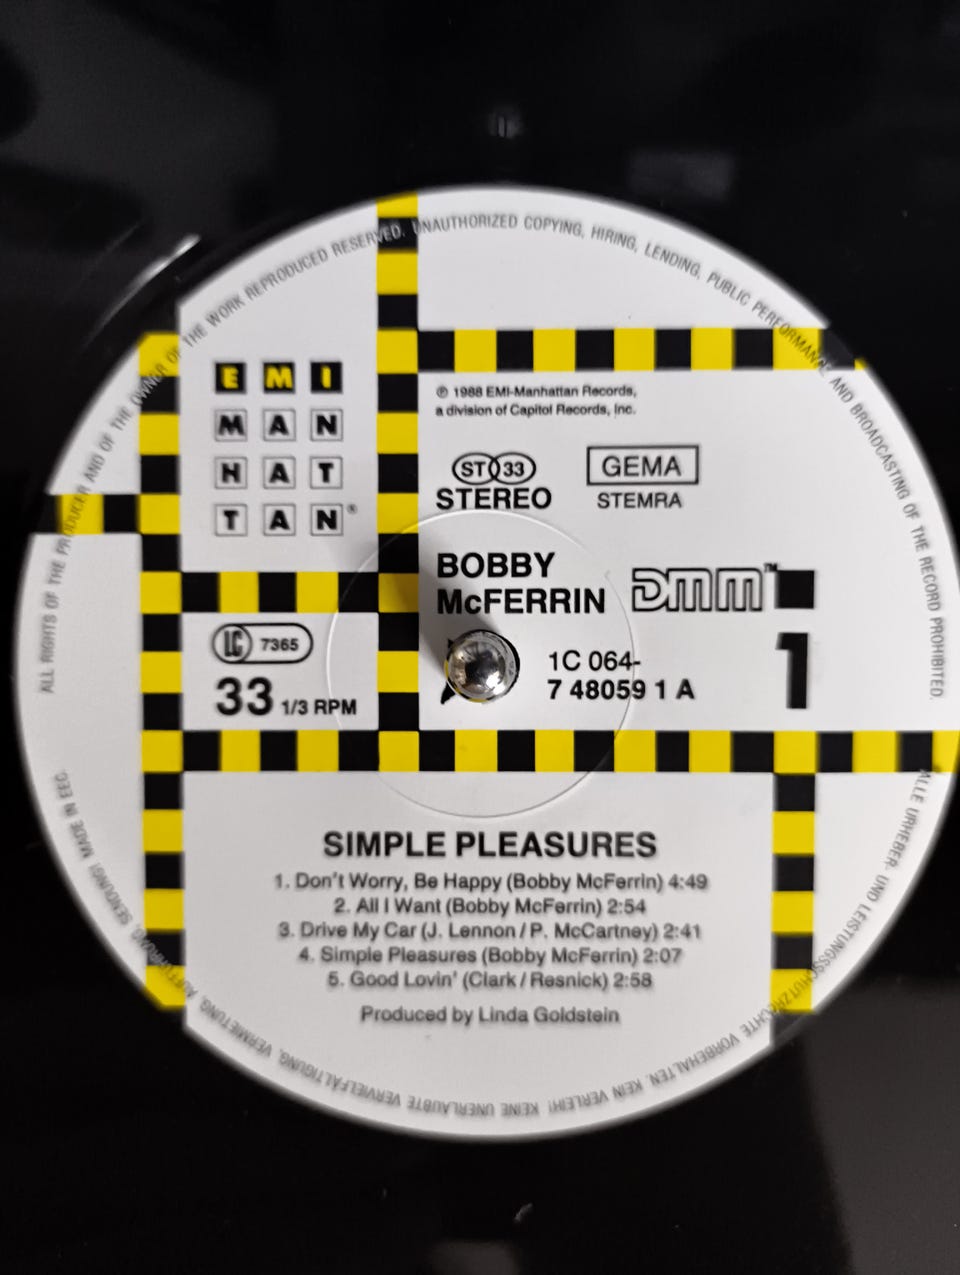 ALL RIGHTS OF THE PRODUCER AND OF THE OWNER OF THE WORK REPRODUCED RESERVED. UNAUTHORIZED COPYING, HIRING, LENDING, PUBLIC PERFORMANCE AND BROADCASTING OF THE RECORD PROHIBITED.
EMI
MAN
HAT
TAN®
℗ 1988 EMI-Manhattan Records,
a division of Capitol Records, Inc.
ST 33
STEREO
GEMA
STEMRA
BOBBY
McFERRIN
DMM™
LC 7365
33 1/3 RPM
1C 064-
7 48059 1 A
1
SIMPLE PLEASURES
1. Don't Worry, Be Happy (Bobby McFerrin) 4:49
2. All I Want (Bobby McFerrin) 2:54
3. Drive My Car (J. Lennon / P. McCartney) 2:41
4. Simple Pleasures (Bobby McFerrin) 2:07
5. Good Lovin' (Clark / Resnick) 2:58
Produced by Linda Goldstein
ALLE URHEBER- UND LEISTUNGSSCHUTZRECHTE VORBEHALTEN. KEIN VERLEIH! KEINE UNERLAUBTE VERVIELFÄLTIGUNG, VERMIETUNG, AUFFÜHRUNG, SENDUNG! MADE IN EEC.